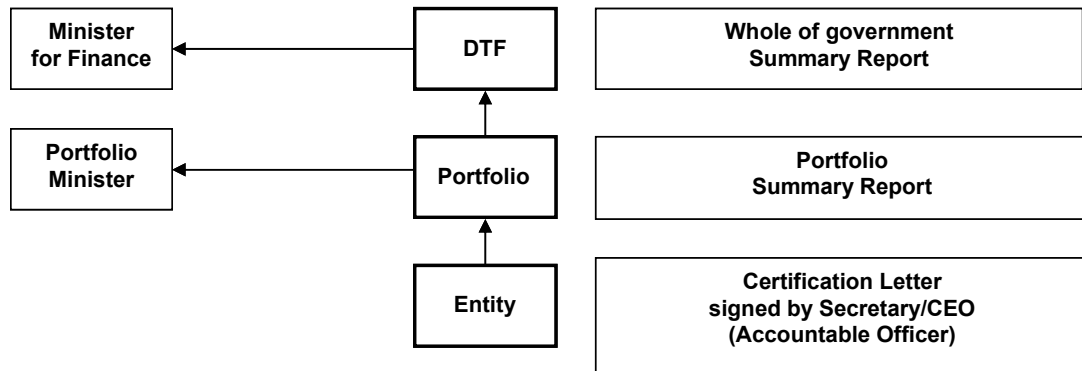 Minister
for Finance
DTF
Whole of government
Summary Report
Portfolio
Minister
Portfolio
Portfolio
Summary Report
Entity
Certification Letter
signed by Secretary/CEO
(Accountable Officer)